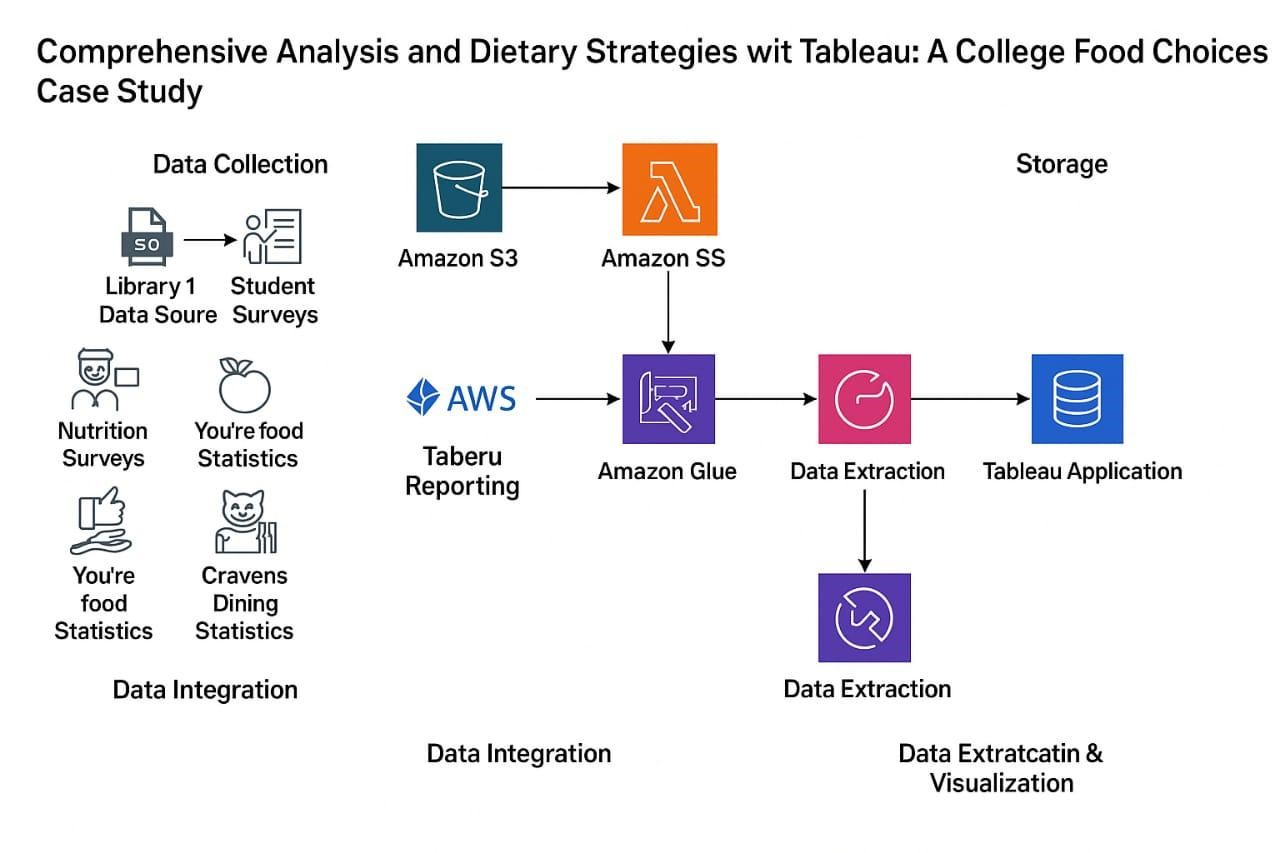 Comprehensive Analysis and Dietary Strategies wit Tableau: A College Food Choices
Case Study
Data Collection
Storage
SO
Library 1
Data Soure
Student
Surveys
Amazon S3
Amazon SS
Nutrition
Surveys
You're food
Statistics
AWS
Taberu
Reporting
Amazon Glue
Data Extraction
Tableau Application
You're
food
Statistics
Cravens
Dining
Statistics
Data Integration
Data Extraction
Data Integration
Data Extratcatin &
Visualization